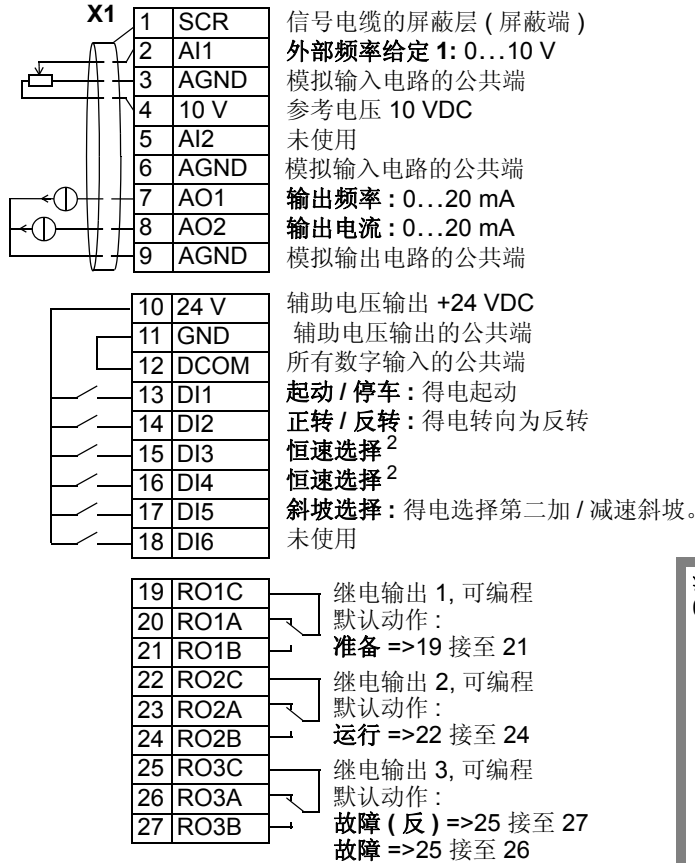 X1
1 SCR 信号电缆的屏蔽层 ( 屏蔽端 )
2 AI1 外部频率给定 1: 0…10 V
3 AGND 模拟输入电路的公共端
4 10 V 参考电压 10 VDC
5 AI2 未使用
6 AGND 模拟输入电路的公共端
7 AO1 输出频率 : 0…20 mA
8 AO2 输出电流 : 0…20 mA
9 AGND 模拟输出电路的公共端
10 24 V 辅助电压输出 +24 VDC
11 GND 辅助电压输出的公共端
12 DCOM 所有数字输入的公共端
13 DI1 起动 / 停车 : 得电起动
14 DI2 正转 / 反转 : 得电转向为反转
15 DI3 恒速选择 2
16 DI4 恒速选择 2
17 DI5 斜坡选择 : 得电选择第二加 / 减速斜坡。
18 DI6 未使用
19 RO1C 继电输出 1, 可编程
20 RO1A 默认动作 :
21 RO1B 准备 =>19 接至 21
22 RO2C 继电输出 2, 可编程
23 RO2A 默认动作 :
24 RO2B 运行 =>22 接至 24
25 RO3C 继电输出 3, 可编程
26 RO3A 默认动作 :
27 RO3B 故障 ( 反 ) =>25 接至 27
故障 =>25 接至 26